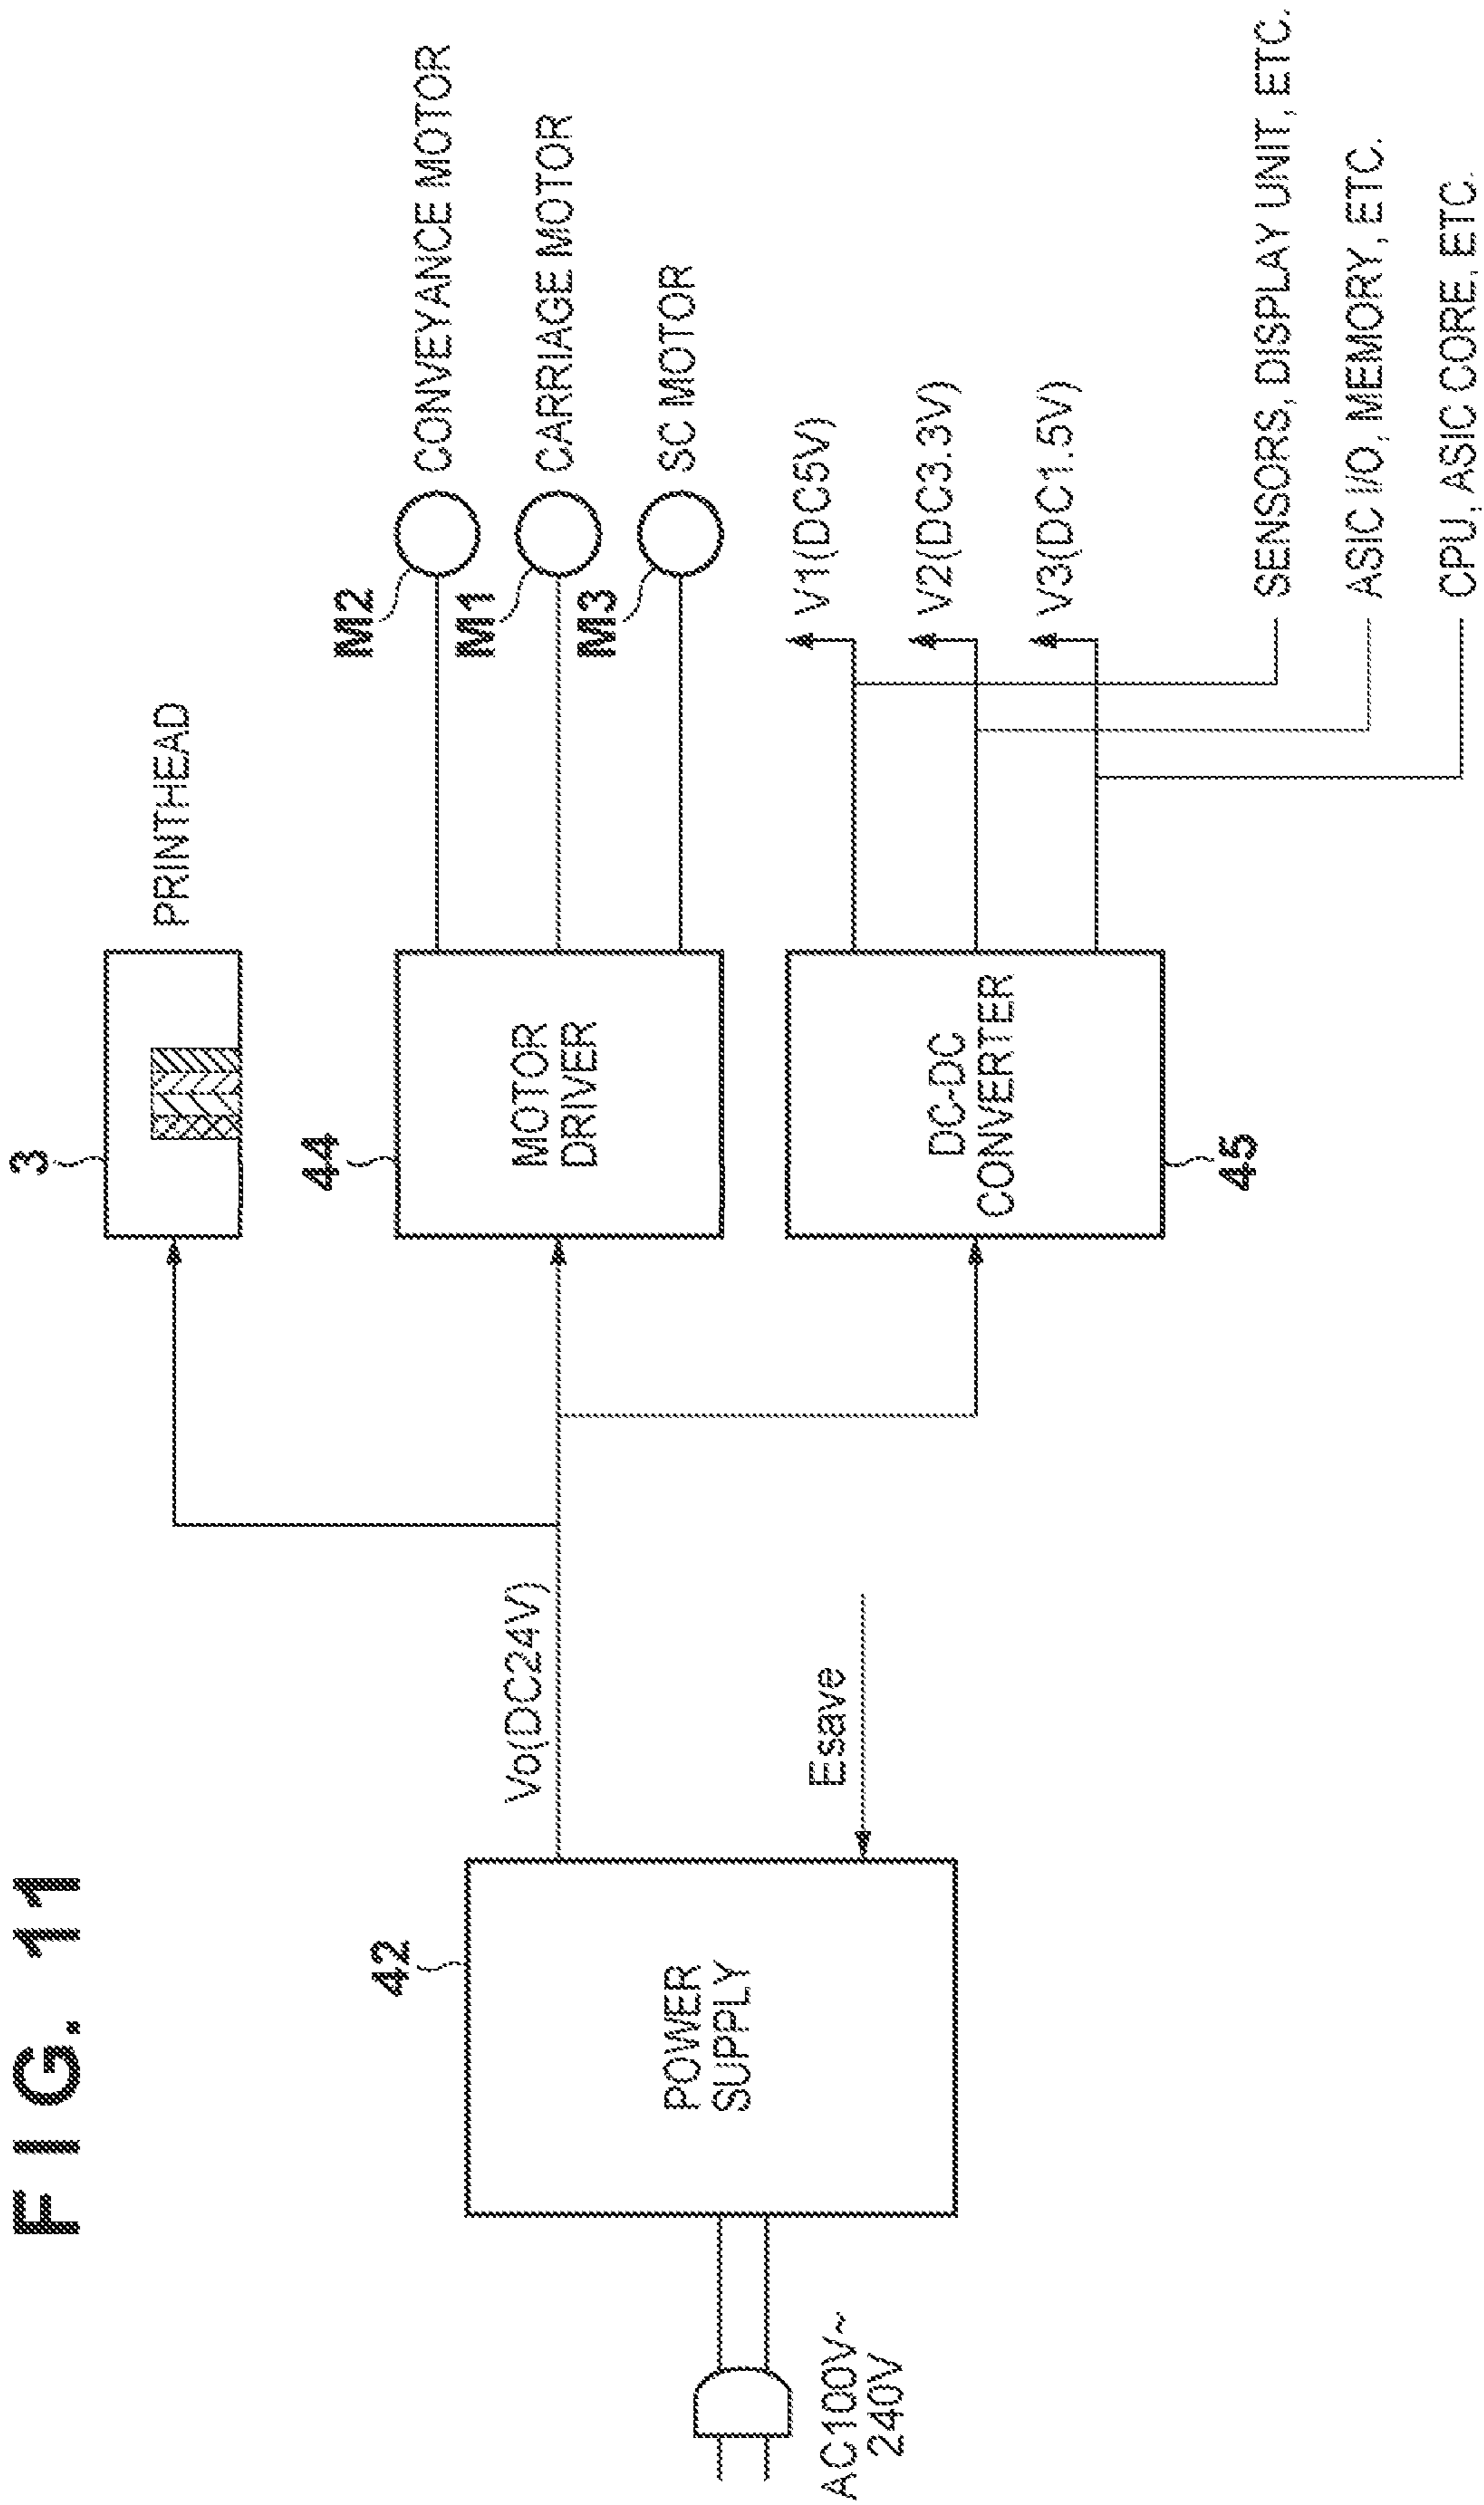 FIG. 11
3
PRINTHEAD
42
POWER
SUPPLY
AC100V~
240V
Vo(DC24V)
Esave
44
MOTOR
DRIVER
M2
CONVEYANCE MOTOR
M1
CARRIAGE MOTOR
M3
SC MOTOR
DC-DC
CONVERTER
45
V1(DC5V)
V2(DC3.3V)
V3(DC1.5V)
SENSORS, DISPLAY UNIT, ETC.
ASIC I/O, MEMORY, ETC.
CPU, ASIC CORE, ETC.